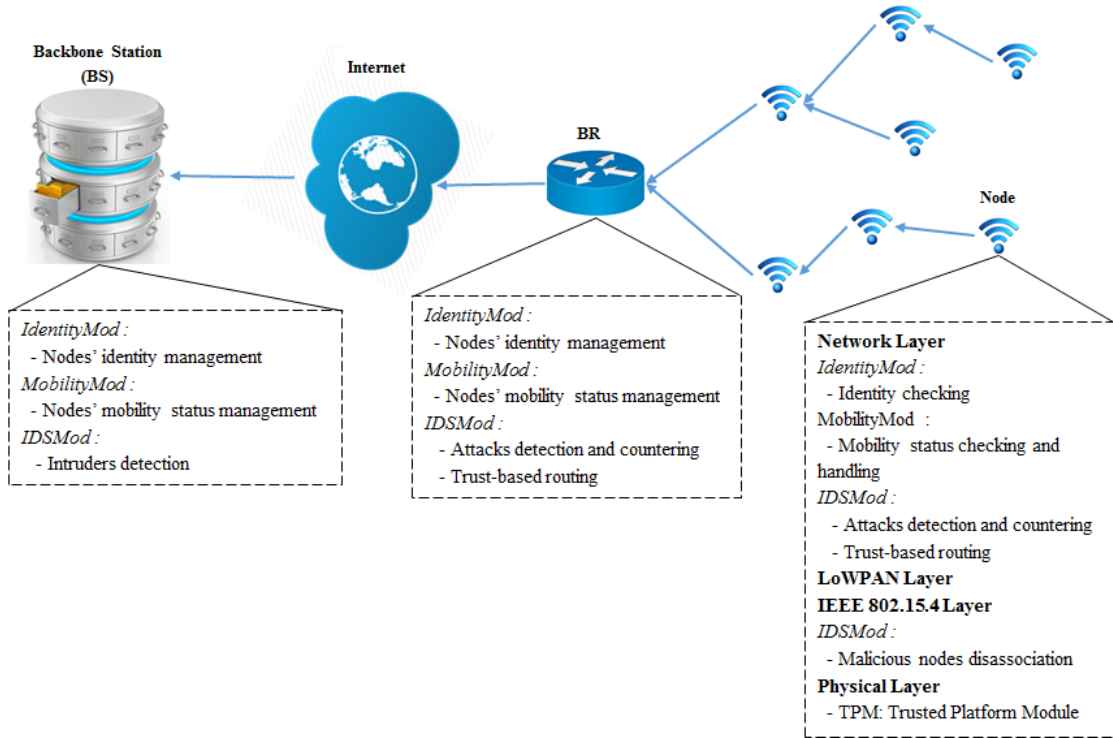 Backbone Station
(BS)
Internet
BR
Node
IdentityMod :
- Nodes' identity management
MobilityMod :
- Nodes' mobility status management
IDSMod :
- Intruders detection
IdentityMod :
- Nodes' identity management
MobilityMod :
- Nodes' mobility status management
IDSMod :
- Attacks detection and countering
- Trust-based routing
Network Layer
IdentityMod :
- Identity checking
MobilityMod :
- Mobility status checking and
handling
IDSMod :
- Attacks detection and countering
- Trust-based routing
LoWPAN Layer
IEEE 802.15.4 Layer
IDSMod :
- Malicious nodes disassociation
Physical Layer
- TPM: Trusted Platform Module